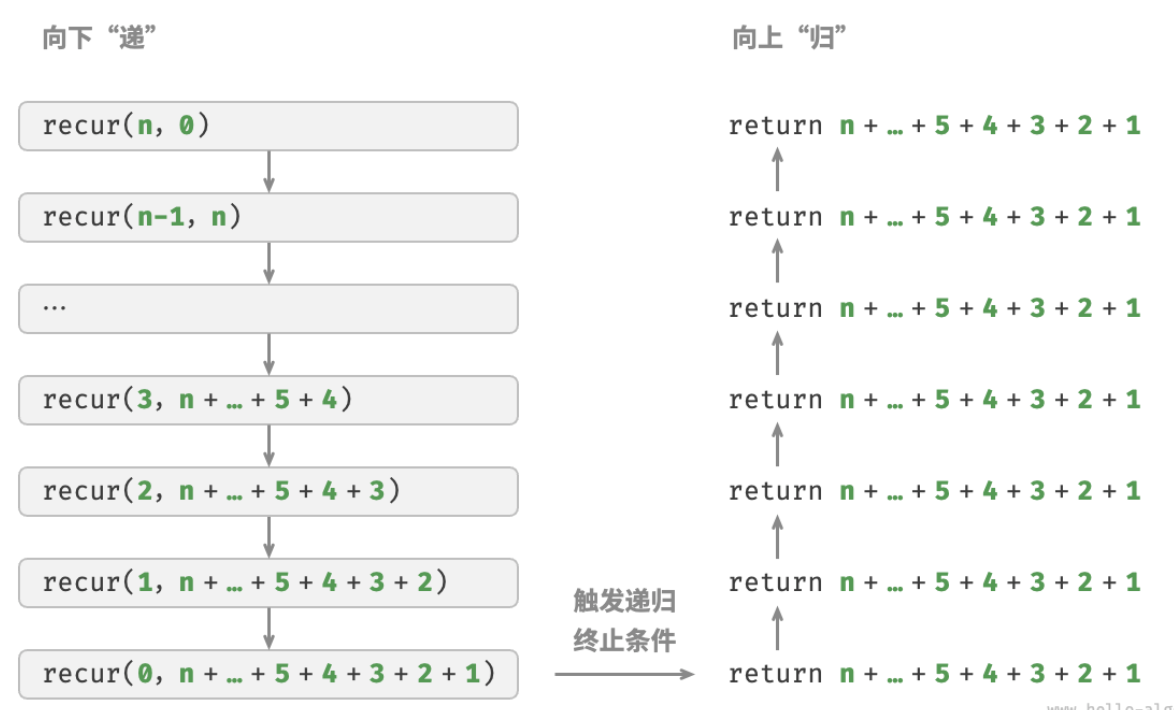 向下“递”
向上“归”
recur(n, 0)
return n + … + 5 + 4 + 3 + 2 + 1
recur(n-1, n)
return n + … + 5 + 4 + 3 + 2 + 1
…
return n + … + 5 + 4 + 3 + 2 + 1
recur(3, n + … + 5 + 4)
return n + … + 5 + 4 + 3 + 2 + 1
recur(2, n + … + 5 + 4 + 3)
return n + … + 5 + 4 + 3 + 2 + 1
recur(1, n + … + 5 + 4 + 3 + 2)
return n + … + 5 + 4 + 3 + 2 + 1
触发递归
终止条件
recur(0, n + … + 5 + 4 + 3 + 2 + 1)
return n + … + 5 + 4 + 3 + 2 + 1